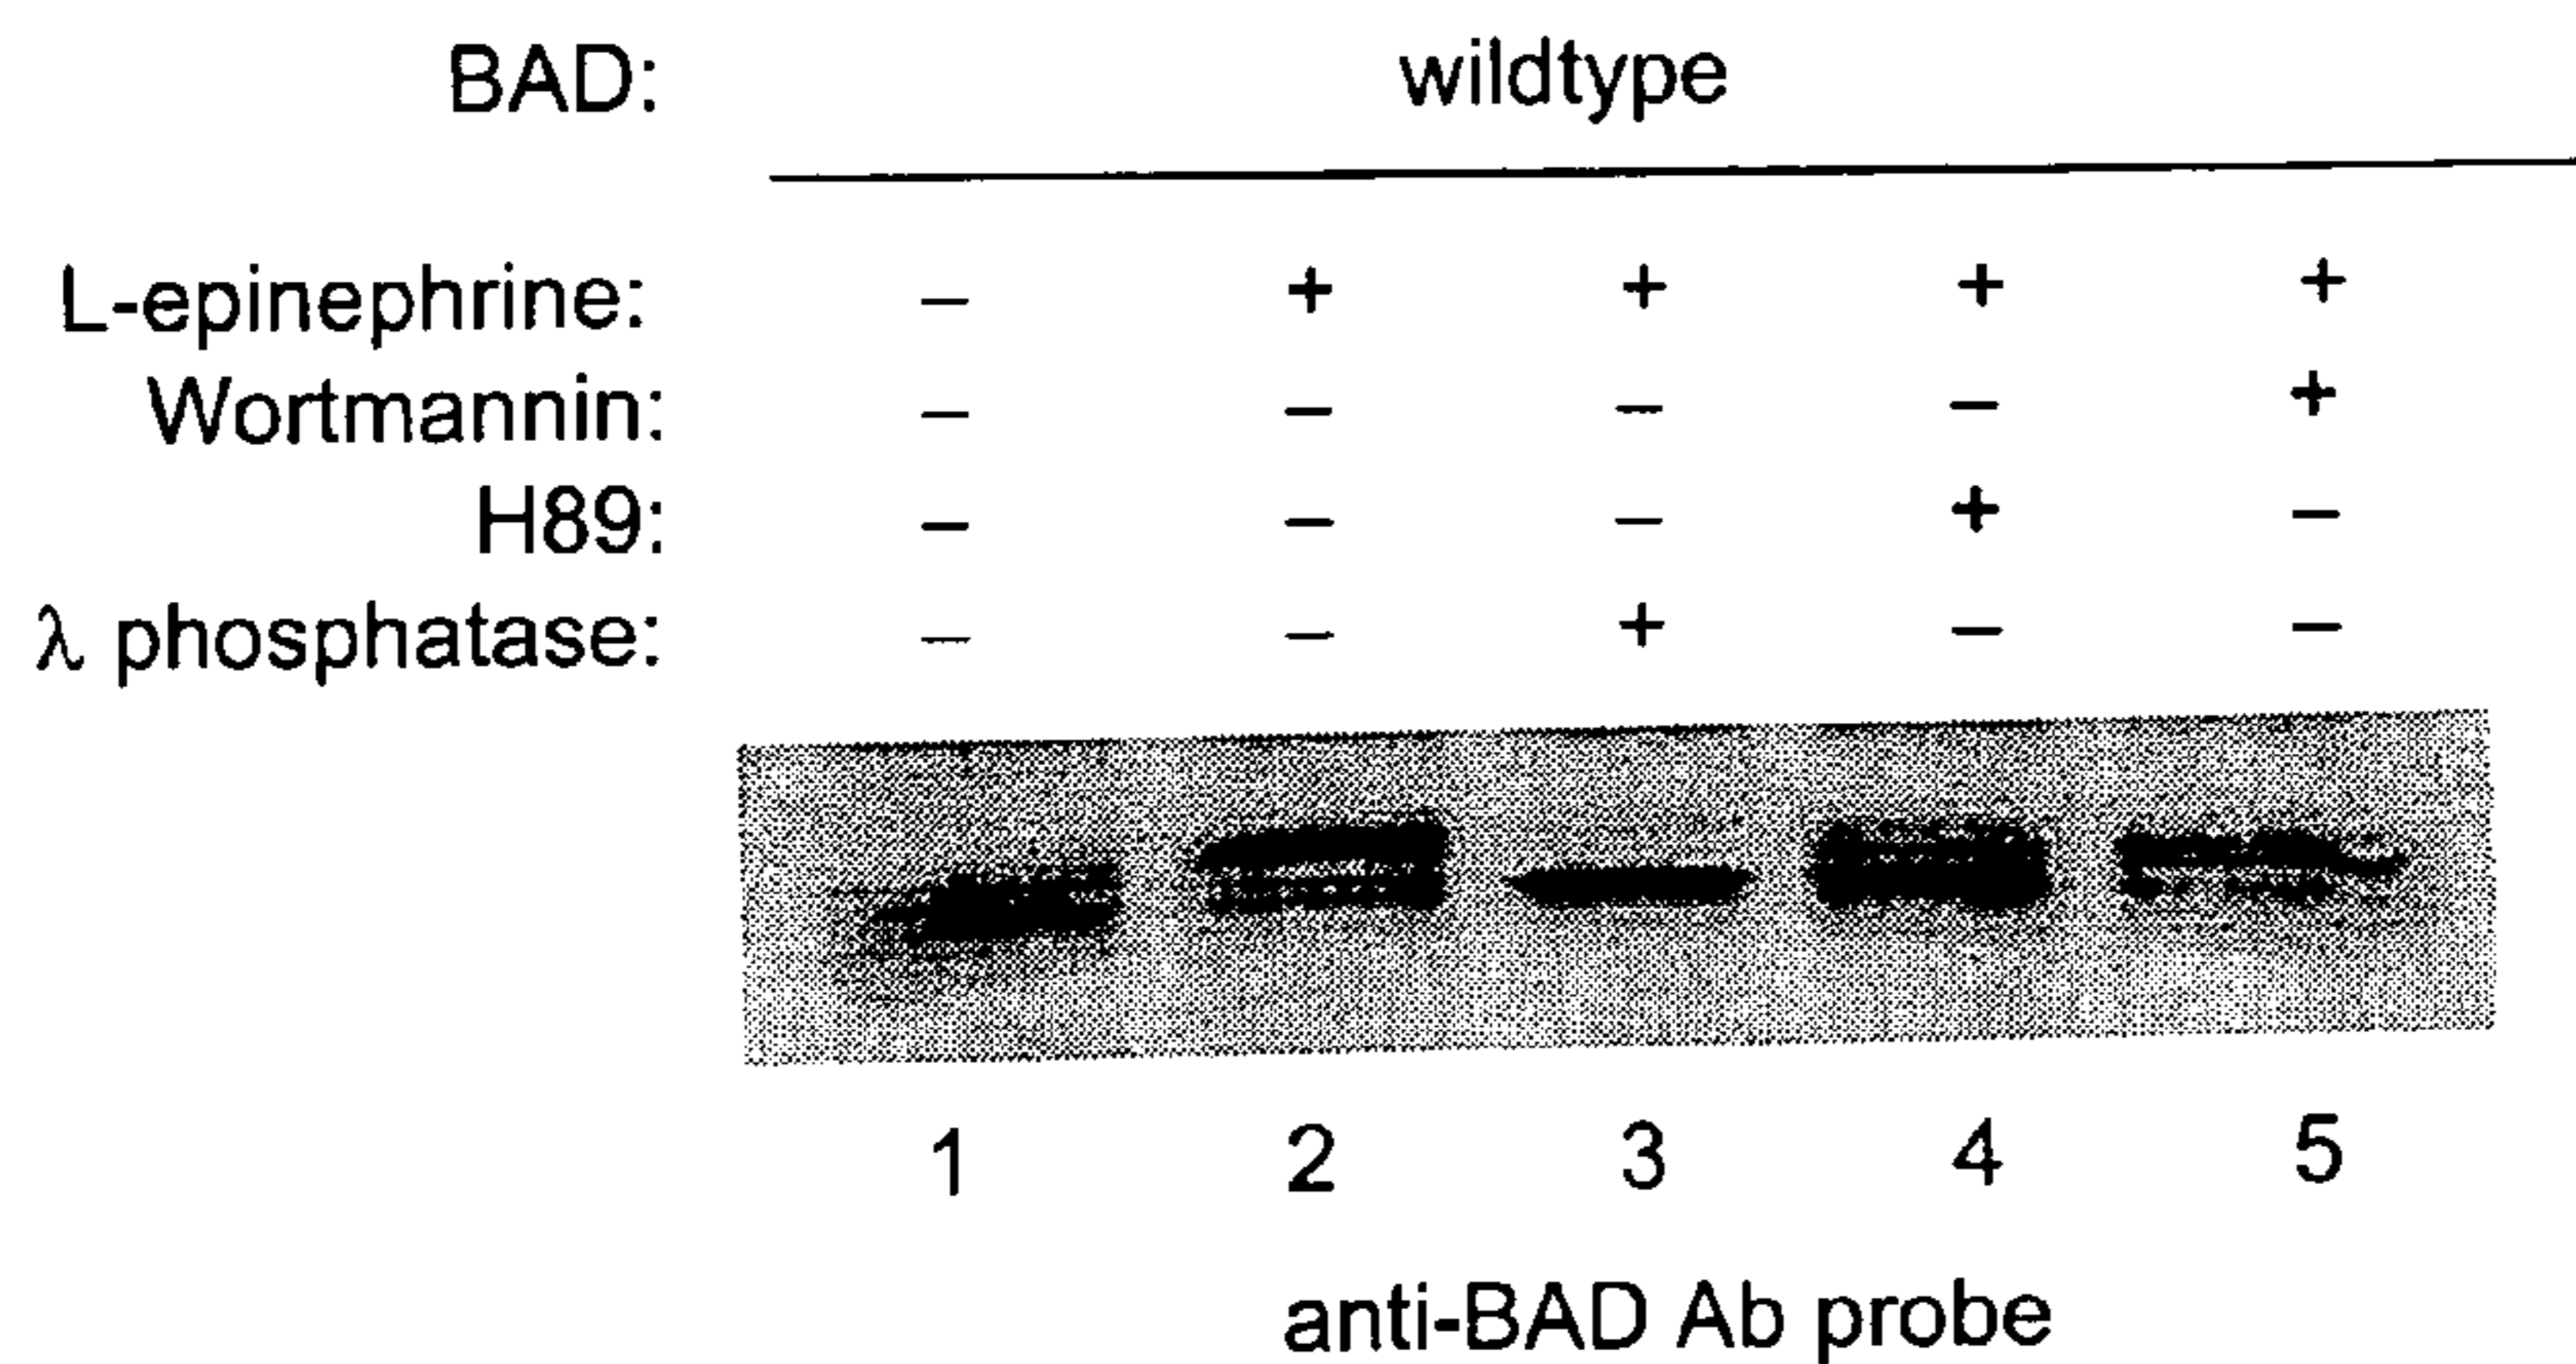 BAD: wildtype
L-epinephrine: – + + + +
Wortmannin: – – – – +
H89: – – – + –
λ phosphatase: – – + – –
1 2 3 4 5
anti-BAD Ab probe